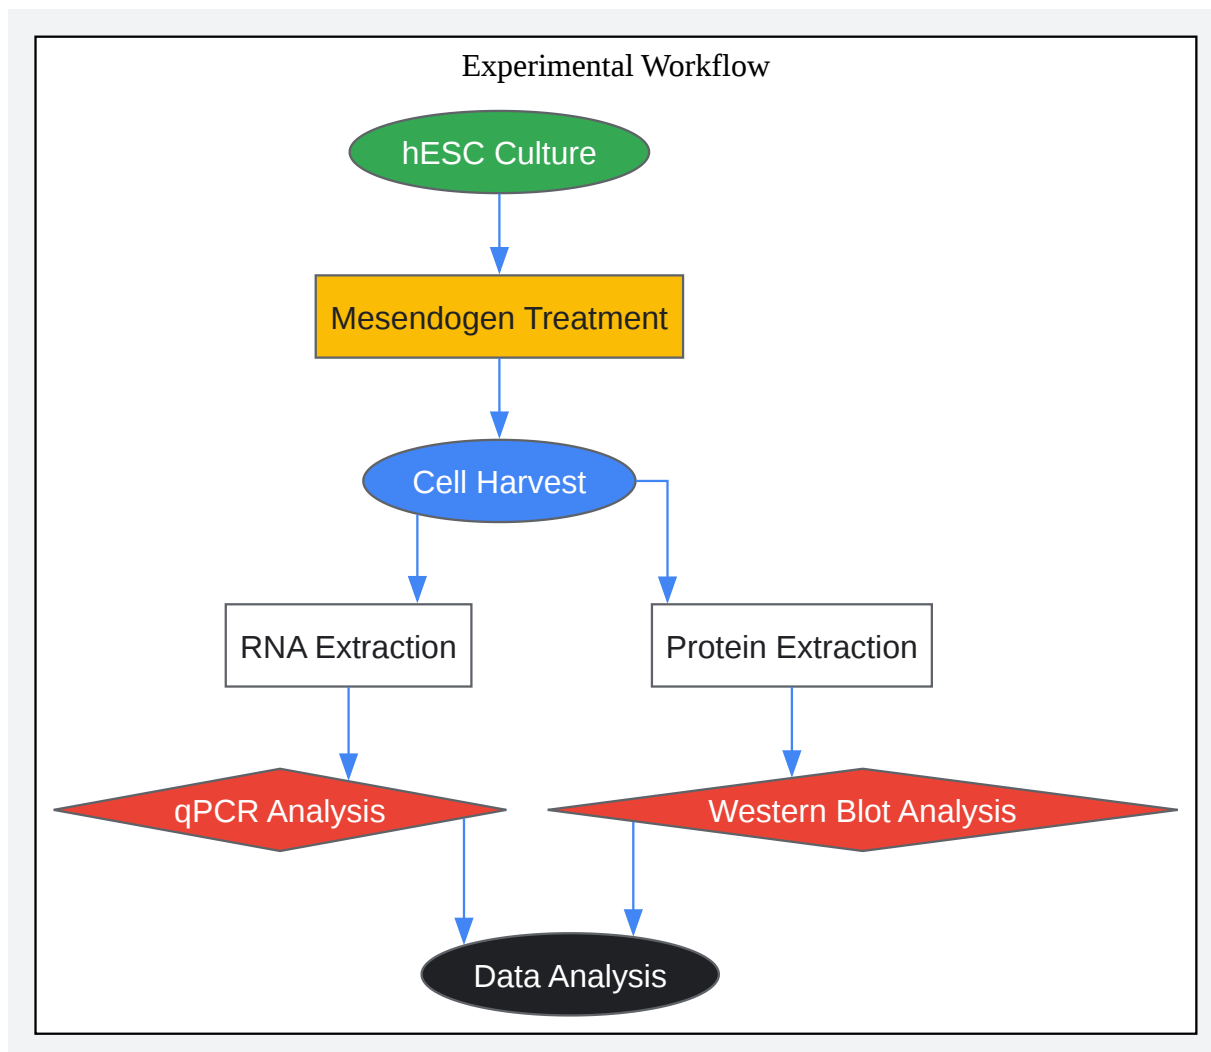 Experimental Workflow
hESC Culture
Mesendogen Treatment
Cell Harvest
RNA Extraction
Protein Extraction
qPCR Analysis
Western Blot Analysis
Data Analysis